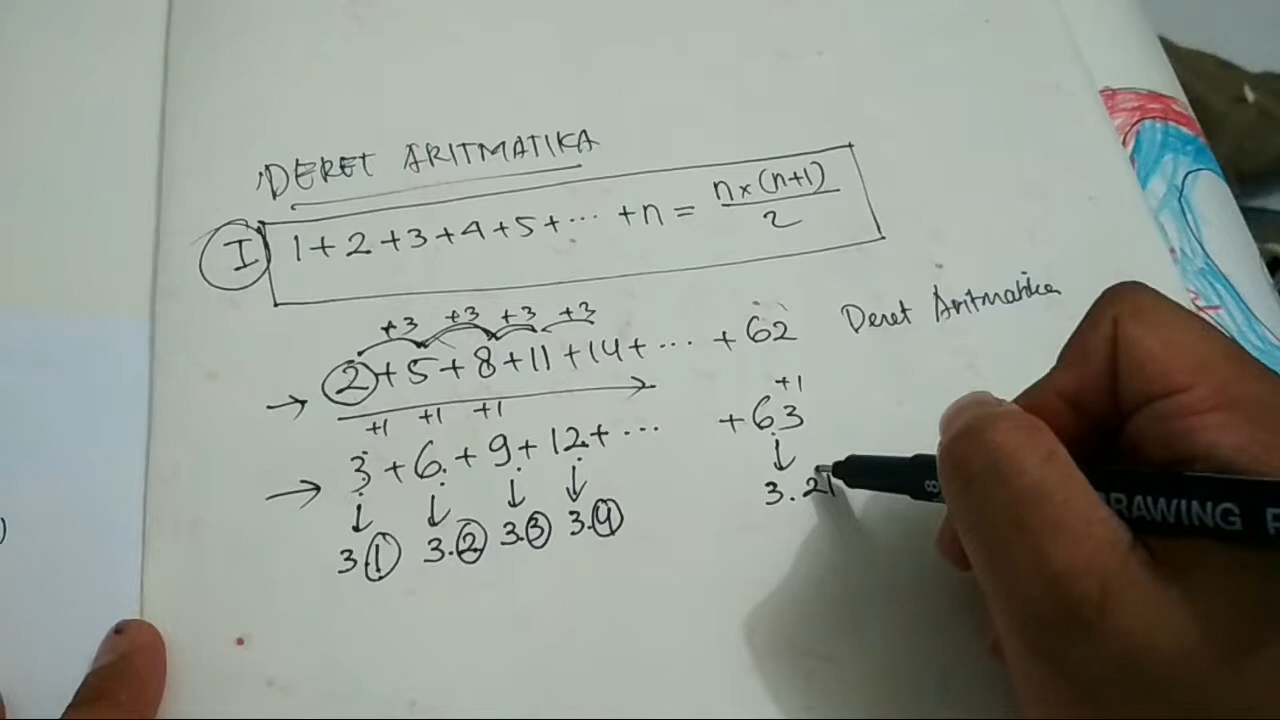 DERET ARITMATIKA
I 1+2+3+4+5+... +n = n×(n+1)/2
+3 +3 +3 +3
→ 2+5+8+11+14+... +62 Deret Aritmatika
+1 +1 +1 +1
→ 3+6+9+12+... +63
↓ ↓ ↓ ↓ ↓
3.1 3.2 3.3 3.4 3.21
8 DRAWING P
)